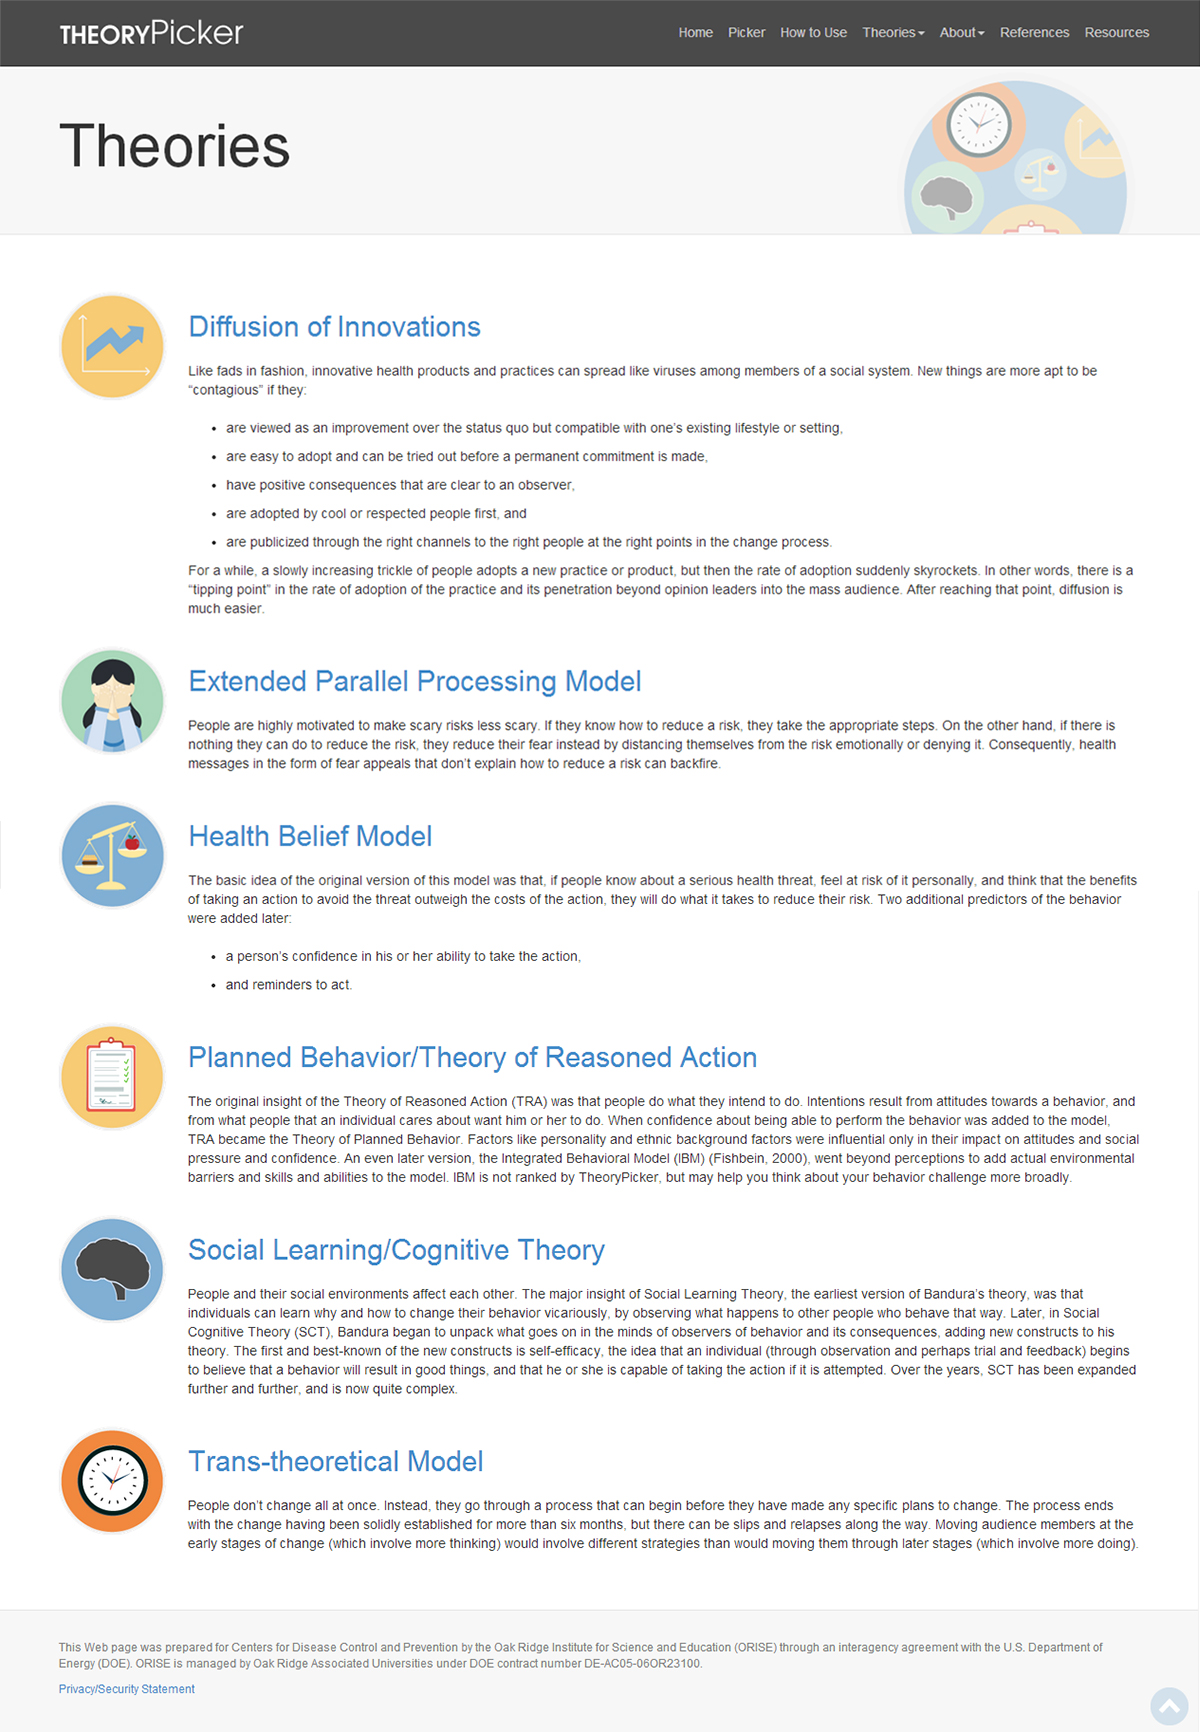 THEORYPicker
Home Picker How to Use Theories About References Resources
Theories
Diffusion of Innovations
Like fads in fashion, innovative health products and practices can spread like viruses among members of a social system. New things are more apt to be
“contagious” if they:
• are viewed as an improvement over the status quo but compatible with one’s existing lifestyle or setting,
• are easy to adopt and can be tried out before a permanent commitment is made,
• have positive consequences that are clear to an observer,
• are adopted by cool or respected people first, and
• are publicized through the right channels to the right people at the right points in the change process.
For a while, a slowly increasing trickle of people adopts a new practice or product, but then the rate of adoption suddenly skyrockets. In other words, there is a
“tipping point” in the rate of adoption of the practice and its penetration beyond opinion leaders into the mass audience. After reaching that point, diffusion is
much easier.
Extended Parallel Processing Model
People are highly motivated to make scary risks less scary. If they know how to reduce a risk, they take the appropriate steps. On the other hand, if there is
nothing they can do to reduce the risk, they reduce their fear instead by distancing themselves from the risk emotionally or denying it. Consequently, health
messages in the form of fear appeals that don’t explain how to reduce a risk can backfire.
Health Belief Model
The basic idea of the original version of this model was that, if people know about a serious health threat, feel at risk of it personally, and think that the benefits
of taking an action to avoid the threat outweigh the costs of the action, they will do what it takes to reduce their risk. Two additional predictors of the behavior
were added later:
• a person’s confidence in his or her ability to take the action,
• and reminders to act.
Planned Behavior/Theory of Reasoned Action
The original insight of the Theory of Reasoned Action (TRA) was that people do what they intend to do. Intentions result from attitudes towards a behavior, and
from what people that an individual cares about want him or her to do. When confidence about being able to perform the behavior was added to the model,
TRA became the Theory of Planned Behavior. Factors like personality and ethnic background factors were influential only in their impact on attitudes and social
pressure and confidence. An even later version, the Integrated Behavioral Model (IBM) (Fishbein, 2000), went beyond perceptions to add actual environmental
barriers and skills and abilities to the model. IBM is not ranked by TheoryPicker, but may help you think about your behavior challenge more broadly.
Social Learning/Cognitive Theory
People and their social environments affect each other. The major insight of Social Learning Theory, the earliest version of Bandura’s theory, was that
individuals can learn why and how to change their behavior vicariously, by observing what happens to other people who behave that way. Later, in Social
Cognitive Theory (SCT), Bandura began to unpack what goes on in the minds of observers of behavior and its consequences, adding new constructs to his
theory. The first and best-known of the new constructs is self-efficacy, the idea that an individual (through observation and perhaps trial and feedback) begins
to believe that a behavior will result in good things, and that he or she is capable of taking the action if it is attempted. Over the years, SCT has been expanded
further and further, and is now quite complex.
Trans-theoretical Model
People don’t change all at once. Instead, they go through a process that can begin before they have made any specific plans to change. The process ends
with the change having been solidly established for more than six months, but there can be slips and relapses along the way. Moving audience members at the
early stages of change (which involve more thinking) would involve different strategies than would moving them through later stages (which involve more doing).
This Web page was prepared for Centers for Disease Control and Prevention by the Oak Ridge Institute for Science and Education (ORISE) through an interagency agreement with the U.S. Department of
Energy (DOE). ORISE is managed by Oak Ridge Associated Universities under DOE contract number DE-AC05-06OR23100.
Privacy/Security Statement